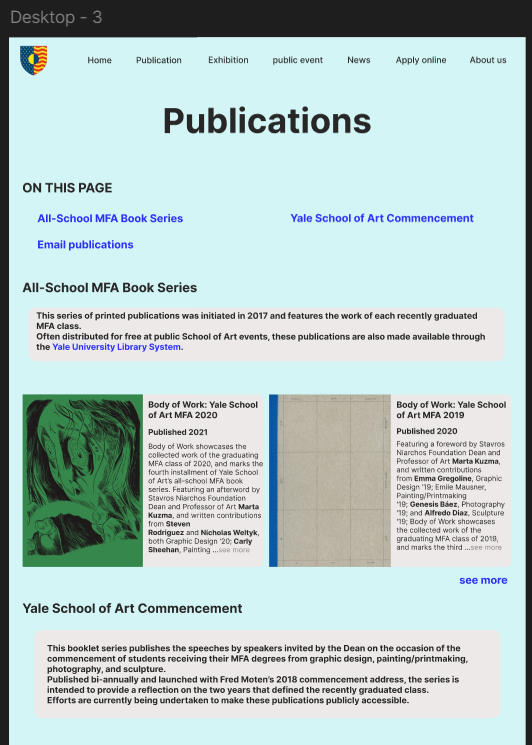 Desktop - 3
Home Publication Exhibition public event News Apply online About us
Publications
ON THIS PAGE
All-School MFA Book Series
Yale School of Art Commencement
Email publications
All-School MFA Book Series
This series of printed publications was initiated in 2017 and features the work of each recently graduated
MFA class.
Often distributed for free at public School of Art events, these publications are also made available through
the Yale University Library System.
Body of Work: Yale School
of Art MFA 2020
Published 2021
Body of Work showcases the
collected work of the graduating
MFA class of 2020, and marks the
fourth installment of Yale School
of Art's all-school MFA book
series. Featuring an afterword by
Stavros Niarchos Foundation
Dean and Professor of Art Marta
Kuzma, and written contributions
from Steven
Rodriguez and Nicholas Weltyk,
both Graphic Design '20; Carly
Sheehan, Painting ...see more
Body of Work: Yale School
of Art MFA 2019
Published 2020
Featuring a foreword by Stavros
Niarchos Foundation Dean and
Professor of Art Marta Kuzma,
and written contributions
from Emma Gregoline, Graphic
Design '19; Emile Mausner,
Painting/Printmaking
'19; Genesis Báez, Photography
'19; and Alfredo Diaz, Sculpture
'19; Body of Work showcases
the collected work of the
graduating MFA class of 2019,
and marks the third ...see more
see more
Yale School of Art Commencement
This booklet series publishes the speeches by speakers invited by the Dean on the occasion of the
commencement of students receiving their MFA degrees from graphic design, painting/printmaking,
photography, and sculpture.
Published bi-annually and launched with Fred Moten's 2018 commencement address, the series is
intended to provide a reflection on the two years that defined the recently graduated class.
Efforts are currently being undertaken to make these publications publicly accessible.